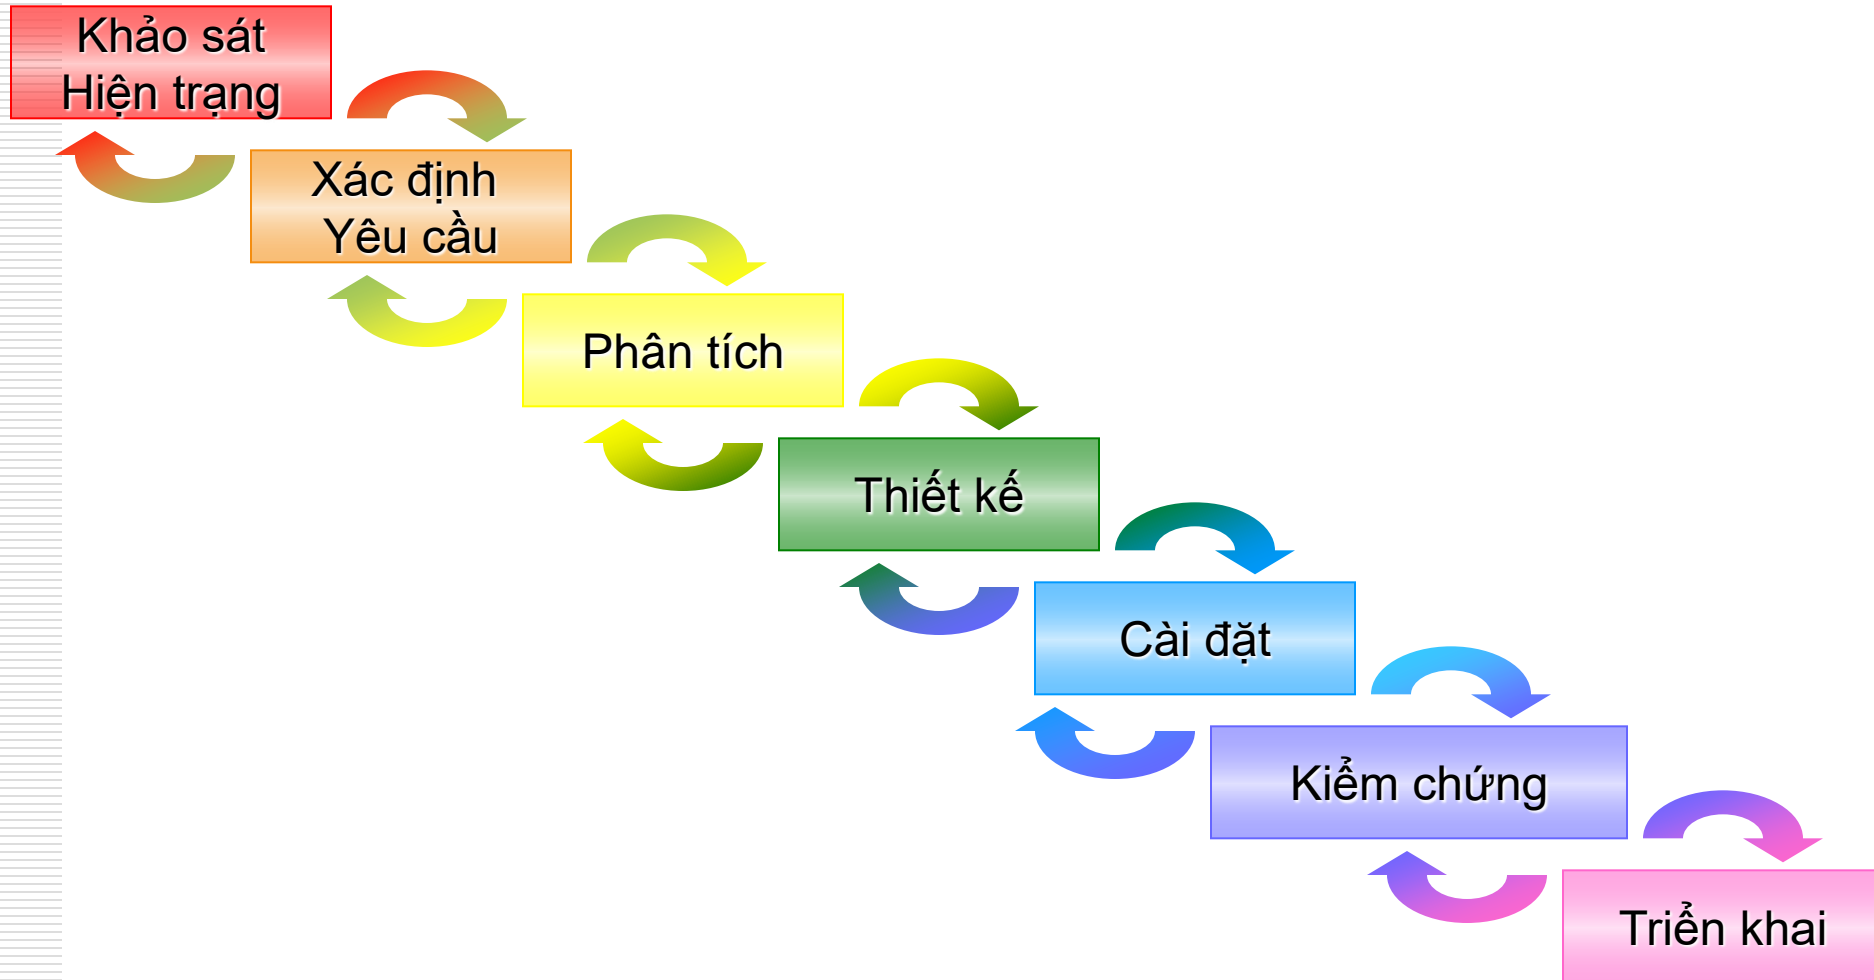 Khảo sát
Hiện trạng
Xác định
Yêu cầu
Phân tích
Thiết kế
Cài đặt
Kiểm chứng
Triển khai